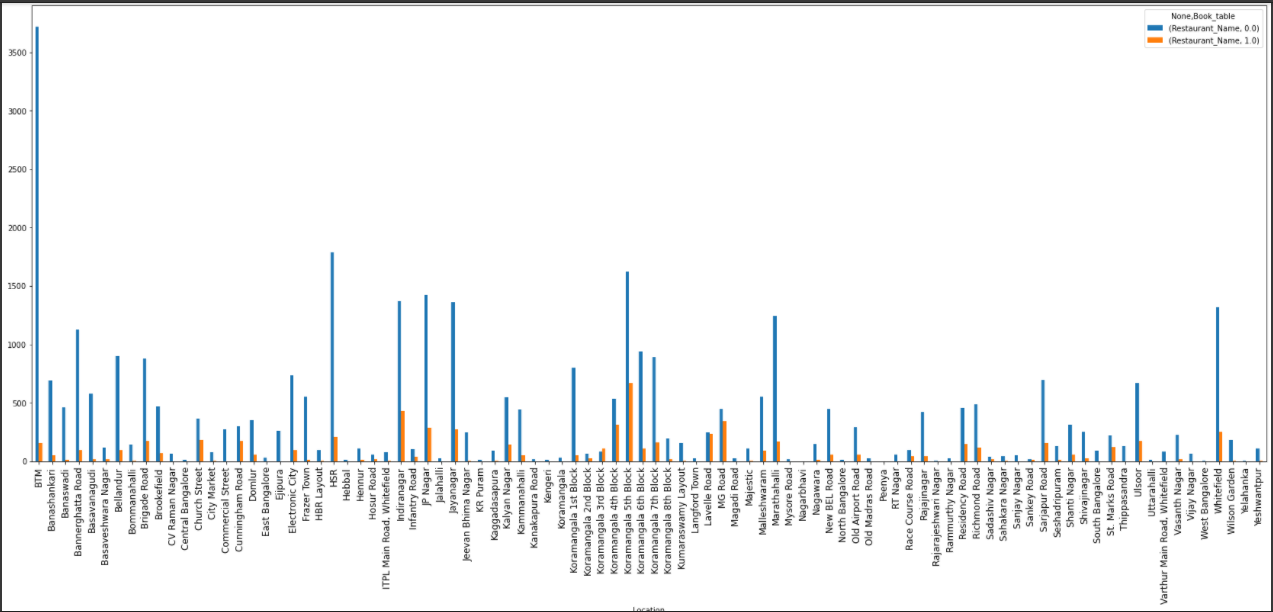 None,Book_table
(Restaurant_Name, 0.0)
(Restaurant_Name, 1.0)
3500
3000
2500
2000
1500
1000
500
0
BTM
Banashankari
Banaswadi
Bannerghatta Road
Basavanagudi
Basaveshwara Nagar
Bellandur
Bommanahalli
Brigade Road
Brookefield
CV Raman Nagar
Central Bangalore
Church Street
City Market
Commercial Street
Cunningham Road
Domlur
East Bangalore
Ejipura
Electronic City
Frazer Town
HBR Layout
HSR
Hebbal
Hennur
Hosur Road
ITPL Main Road, Whitefield
Indiranagar
Infantry Road
JP Nagar
Jalahalli
Jayanagar
Jeevan Bhima Nagar
KR Puram
Kaggadasapura
Kalyan Nagar
Kammanahalli
Kanakapura Road
Kengeri
Koramangala
Koramangala 1st Block
Koramangala 2nd Block
Koramangala 3rd Block
Koramangala 4th Block
Koramangala 5th Block
Koramangala 6th Block
Koramangala 7th Block
Koramangala 8th Block
Kumaraswamy Layout
Langford Town
Lavelle Road
MG Road
Magadi Road
Majestic
Malleshwaram
Marathahalli
Mysore Road
Nagarbhavi
Nagawara
New BEL Road
North Bangalore
Old Airport Road
Old Madras Road
Peenya
RT Nagar
Race Course Road
Rajajinagar
Rajarajeshwari Nagar
Rammurthy Nagar
Residency Road
Richmond Road
Sadashiv Nagar
Sahakara Nagar
Sanjay Nagar
Sankey Road
Sarjapur Road
Seshadripuram
Shanti Nagar
Shivajinagar
South Bangalore
St. Marks Road
Thippasandra
Ulsoor
Uttarahalli
Varthur Main Road, Whitefield
Vasanth Nagar
Vijay Nagar
West Bangalore
Whitefield
Wilson Garden
Yelahanka
Yeshwantpur
Location